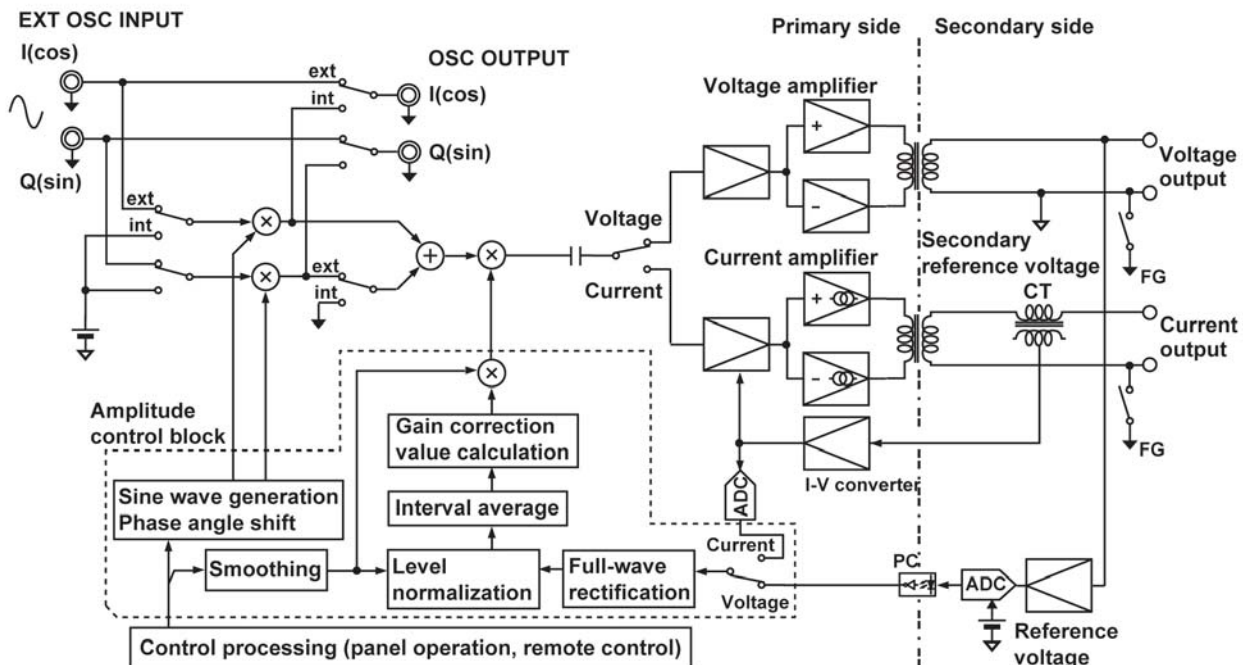 EXT OSC INPUT
I(cos)
Q(sin)
OSC OUTPUT
ext
int
I(cos)
Q(sin)
ext
int
ext
int
×
×
+
×
Voltage
Current
Primary side
Secondary side
Voltage amplifier
+
−
Voltage
output
FG
Secondary
reference voltage
Current amplifier
CT
+
−
Current
output
FG
I-V converter
ADC
Amplitude
control block
×
Gain correction
value calculation
Interval average
Sine wave generation
Phase angle shift
Smoothing
Level
normalization
Full-wave
rectification
Current
Voltage
PC
ADC
Reference
voltage
Control processing (panel operation, remote control)